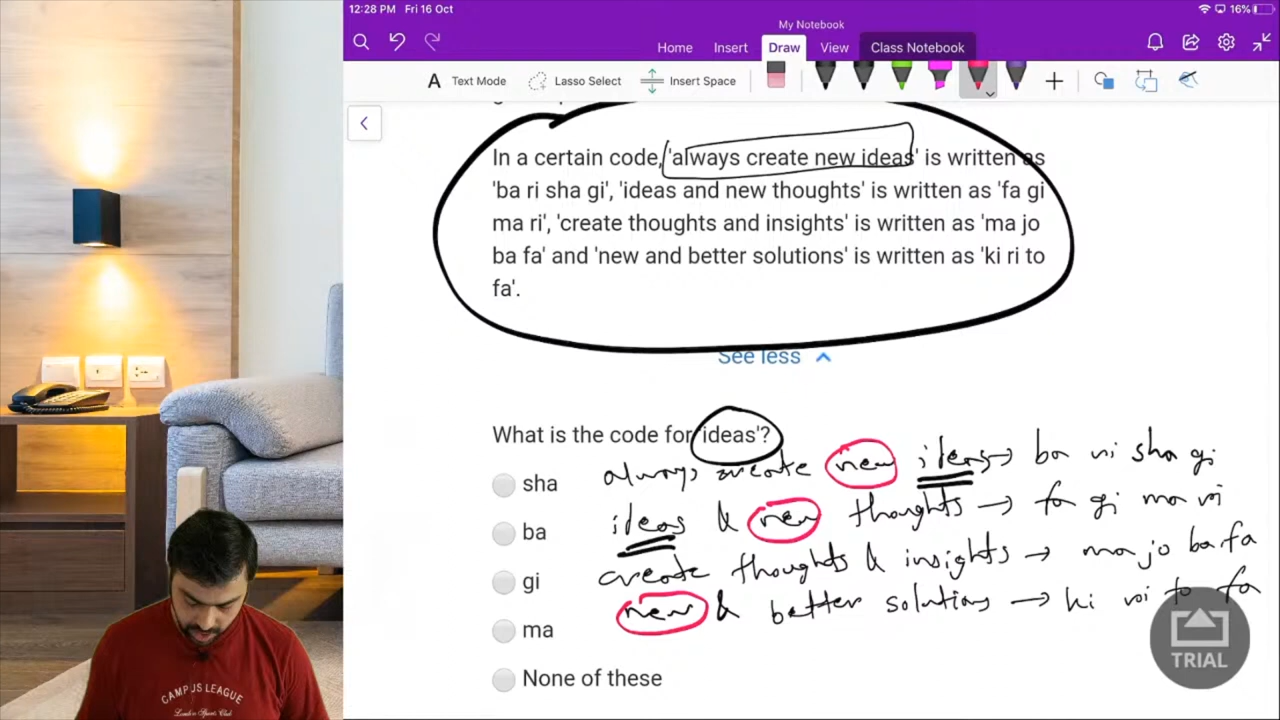 12:28 PM Fri 16 Oct
16%
My Notebook
Home Insert Draw View Class Notebook
A Text Mode Lasso Select Insert Space
In a certain code, 'always create new ideas' is written as
'ba ri sha gi', 'ideas and new thoughts' is written as 'fa gi
ma ri', 'create thoughts and insights' is written as 'ma jo
ba fa' and 'new and better solutions' is written as 'ki ri to
fa'.
See less
What is the code for 'ideas'?
always create new ideas → ba ri sha gi
sha
ideas & new thoughts → fa gi ma ri
ba
create thoughts & insights → ma jo ba fa
gi
new & better solutions → ki ri to fa
ma
None of these
TRIAL
CAMPUS LEAGUE
London Sports Club